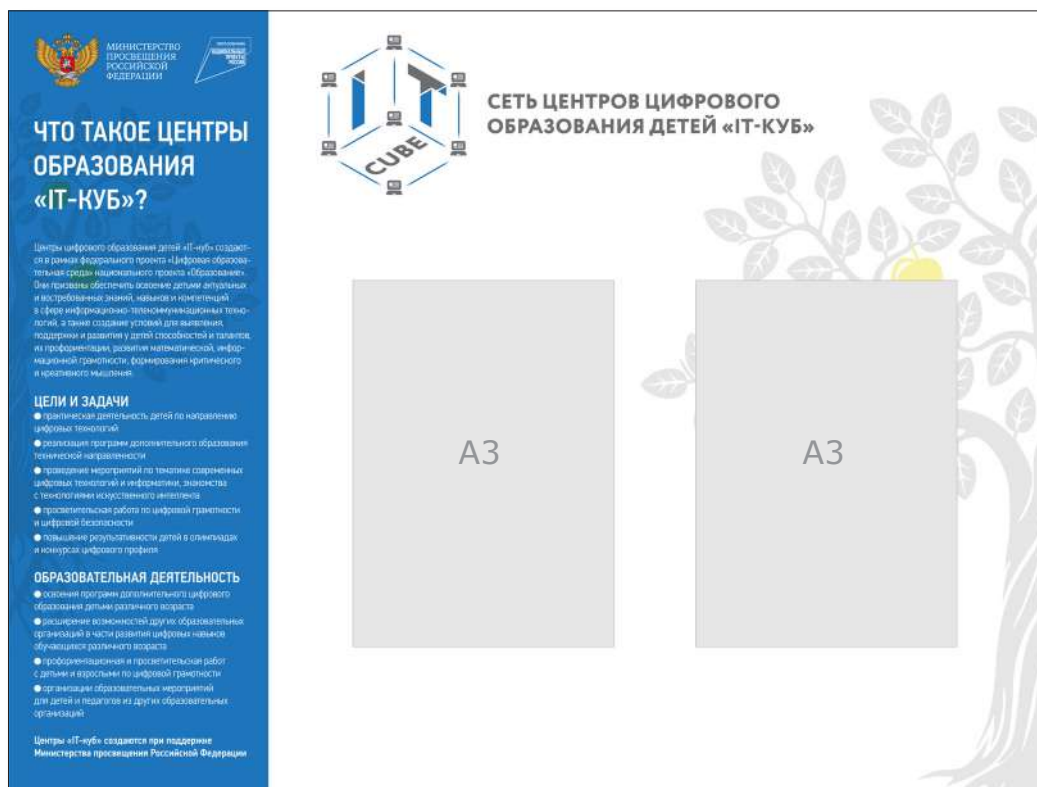 МИНИСТЕРСТВО
ПРОСВЕЩЕНИЯ
РОССИЙСКОЙ
ФЕДЕРАЦИИ
НАЦИОНАЛЬНЫЕ
ПРОЕКТЫ
РОССИИ
ЧТО ТАКОЕ ЦЕНТРЫ
ОБРАЗОВАНИЯ
«IT-КУБ»?
Центры цифрового образования детей «IT-куб» создают-
ся в рамках федерального проекта «Цифровая образова-
тельная среда» национального проекта «Образование».
Они призваны обеспечить освоение детьми актуальных
и востребованных знаний, навыков и компетенций
в сфере информационно-телекоммуникационных техно-
логий, а также создание условий для выявления,
поддержки и развития у детей способностей и талантов,
их профориентации, развития математической, инфор-
мационной грамотности, формирования критического
и креативного мышления.
ЦЕЛИ И ЗАДАЧИ
● практическая деятельность детей по направлению
цифровых технологий
● реализация программ дополнительного образования
технической направленности
● проведение мероприятий по тематике современных
цифровых технологий и информатики, знакомства
с технологиями искусственного интеллекта
● просветительская работа по цифровой грамотности
и цифровой безопасности
● повышение результативности детей в олимпиадах
и конкурсах цифрового профиля
ОБРАЗОВАТЕЛЬНАЯ ДЕЯТЕЛЬНОСТЬ
● освоения программ дополнительного цифрового
образования детьми различного возраста
● расширение возможностей других образовательных
организаций в части развития цифровых навыков
обучающихся различного возраста
● профориентационная и просветительская работ
с детьми и взрослыми по цифровой грамотности
● организации образовательных мероприятий
для детей и педагогов из других образовательных
организаций
Центры «IT-куб» создаются при поддержке
Министерства просвещения Российской Федерации
IT
CUBE
СЕТЬ ЦЕНТРОВ ЦИФРОВОГО
ОБРАЗОВАНИЯ ДЕТЕЙ «IT-КУБ»
А3
А3